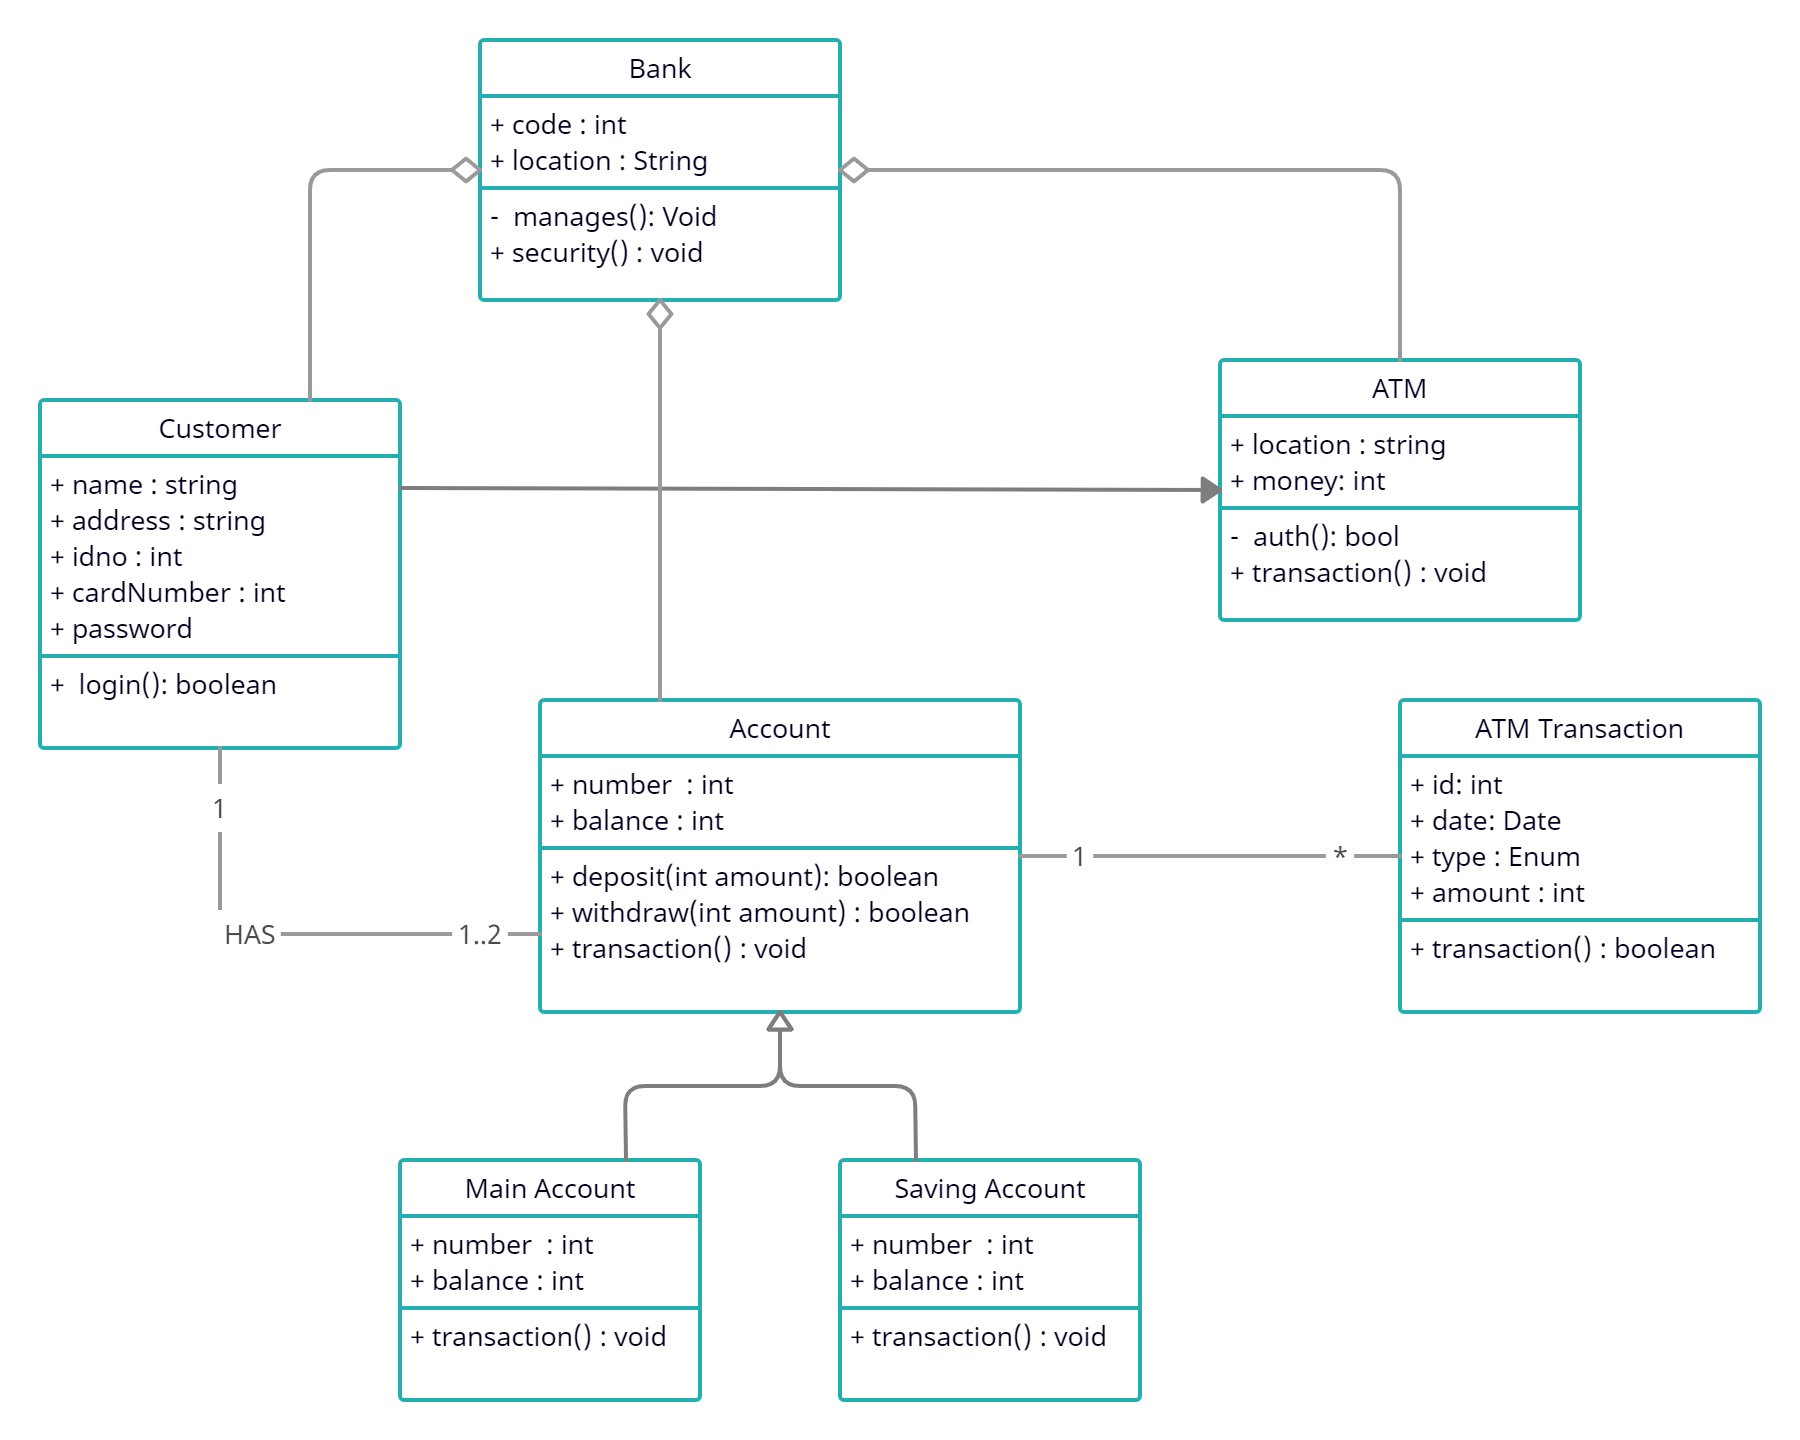 Bank
+ code : int
+ location : String
-  manages(): Void
+ security() : void
Customer
+ name : string
+ address : string
+ idno : int
+ cardNumber : int
+ password
+  login(): boolean
ATM
+ location : string
+ money: int
-  auth(): bool
+ transaction() : void
1
HAS
1..2
Account
+ number  : int
+ balance : int
+ deposit(int amount): boolean
+ withdraw(int amount) : boolean
+ transaction() : void
1
*
ATM Transaction
+ id: int
+ date: Date
+ type : Enum
+ amount : int
+ transaction() : boolean
Main Account
+ number  : int
+ balance : int
+ transaction() : void
Saving Account
+ number  : int
+ balance : int
+ transaction() : void